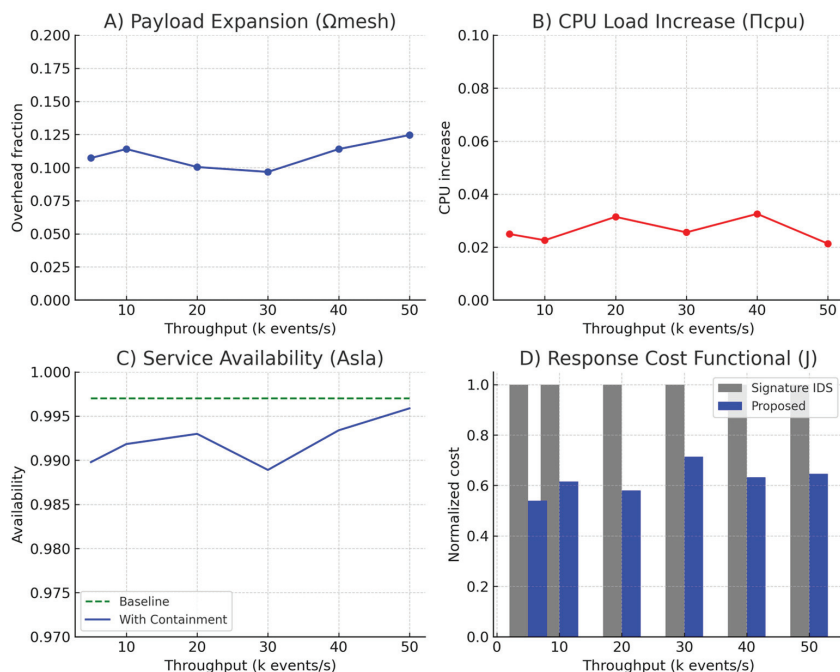 A) Payload Expansion (Ωmesh)
0.200
0.175
0.150
0.125
0.100
0.075
0.050
0.025
0.000
Overhead fraction
10 20 30 40 50
Throughput (k events/s)
B) CPU Load Increase (Πcpu)
0.10
0.08
0.06
0.04
0.02
0.00
CPU increase
10 20 30 40 50
Throughput (k events/s)
C) Service Availability (Asla)
1.000
0.995
0.990
0.985
0.980
0.975
0.970
Availability
Baseline
With Containment
10 20 30 40 50
Throughput (k events/s)
D) Response Cost Functional (J)
1.0
0.8
0.6
0.4
0.2
0.0
Normalized cost
Signature IDS
Proposed
0 10 20 30 40 50
Throughput (k events/s)